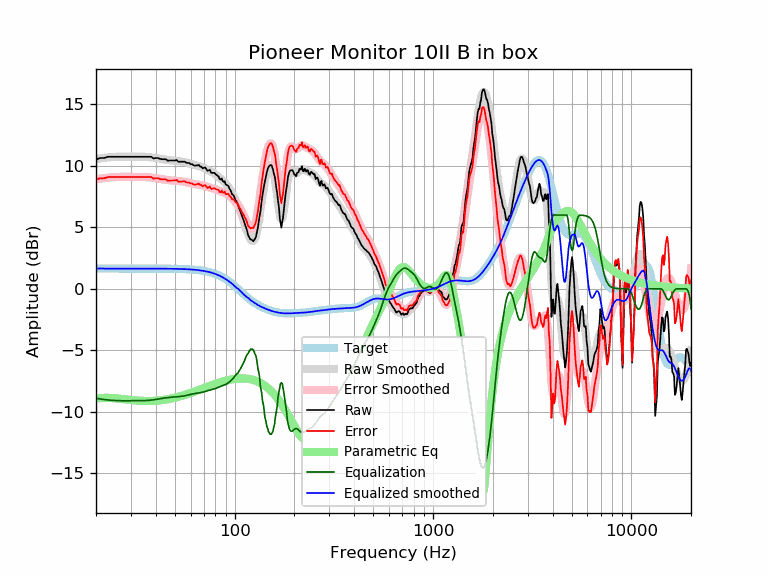 Pioneer Monitor 10II B in box
Amplitude (dBr)
15
10
5
0
−5
−10
−15
Target
Raw Smoothed
Error Smoothed
Raw
Error
Parametric Eq
Equalization
Equalized smoothed
100
1000
10000
Frequency (Hz)